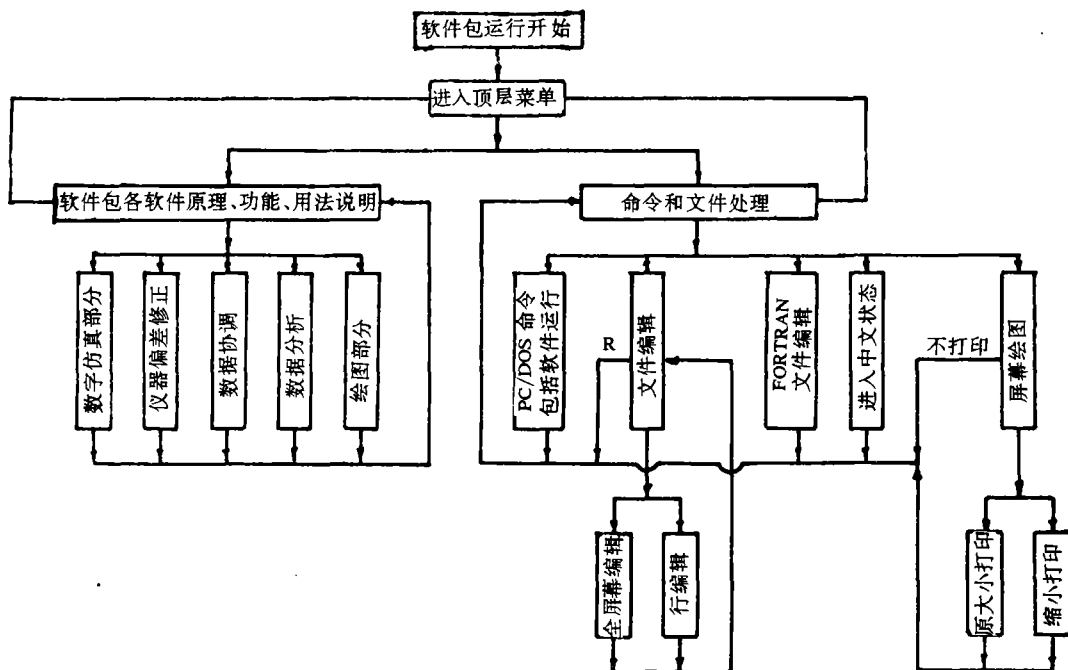 软件包运行开始
进入顶层菜单
软件包各软件原理、功能、用法说明
命令和文件处理
数字仿真部分
仪器偏差修正
数据协调
数据分析
绘图部分
PC/DOS 命令
包括软件运行
R
文件编辑
FORTRAN
文件编辑
进入中文状态
不打印
屏幕绘图
全屏幕编辑
行编辑
原大小打印
缩小打印